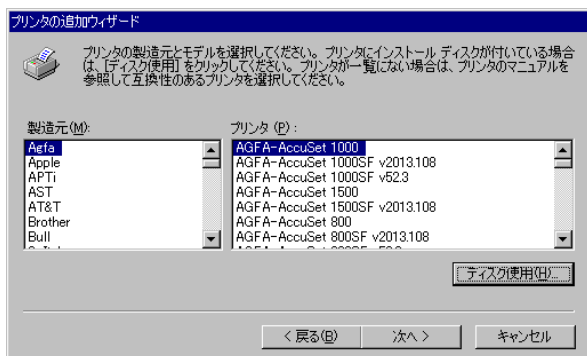 プリンタの追加ウィザード
プリンタの製造元とモデルを選択してください。プリンタにインストール ディスクが付いている場合
は、[ディスク使用] をクリックしてください。プリンタが一覧にない場合は、プリンタのマニュアルを
参照して互換性のあるプリンタを選択してください。
製造元(M):
プリンタ (P):
Agfa
Apple
APTi
AST
AT&T
Brother
Bull
AGFA-AccuSet 1000
AGFA-AccuSet 1000SF v2013.108
AGFA-AccuSet 1000SF v52.3
AGFA-AccuSet 1500
AGFA-AccuSet 1500SF v2013.108
AGFA-AccuSet 800
AGFA-AccuSet 800SF v2013.108
ディスク使用(H)...
< 戻る(B)
次へ >
キャンセル